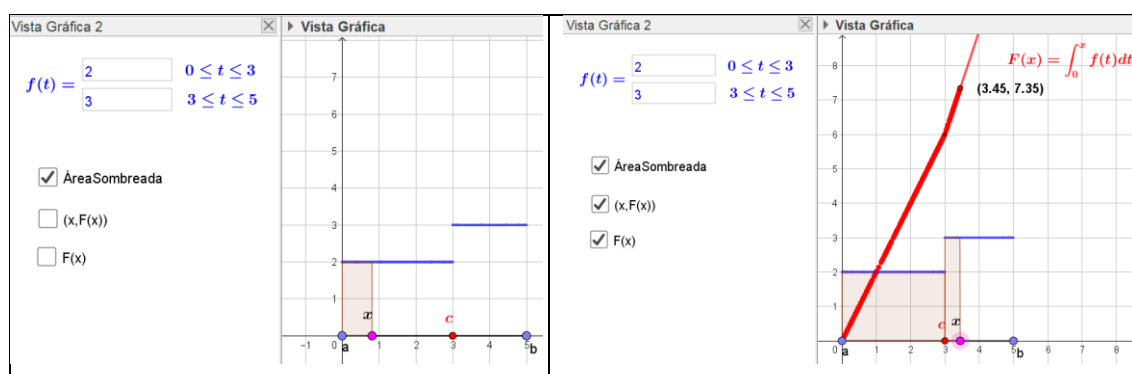 Vista Gráfica 2
f(t) =
2
0 ≤ t ≤ 3
3
3 ≤ t ≤ 5
ÁreaSombreada
(x,F(x))
F(x)
Vista Gráfica
7
6
5
4
3
2
1
x
c
−1
0
a
1
2
3
4
5
b
Vista Gráfica 2
f(t) =
2
0 ≤ t ≤ 3
3
3 ≤ t ≤ 5
ÁreaSombreada
(x,F(x))
F(x)
Vista Gráfica
F(x) = ∫₀ˣ f(t)dt
(3.45, 7.35)
8
7
6
5
4
3
2
1
c
x
0
a
1
2
3
4
5
b
6
7
8